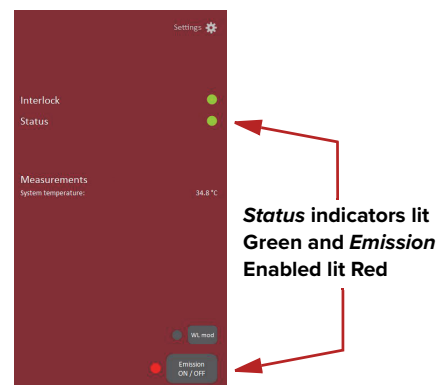 Settings
Interlock
Status
Measurements
System temperature: 34.8 °C
Status indicators lit
Green and Emission
Enabled lit Red
WL mod
Emission
ON / OFF